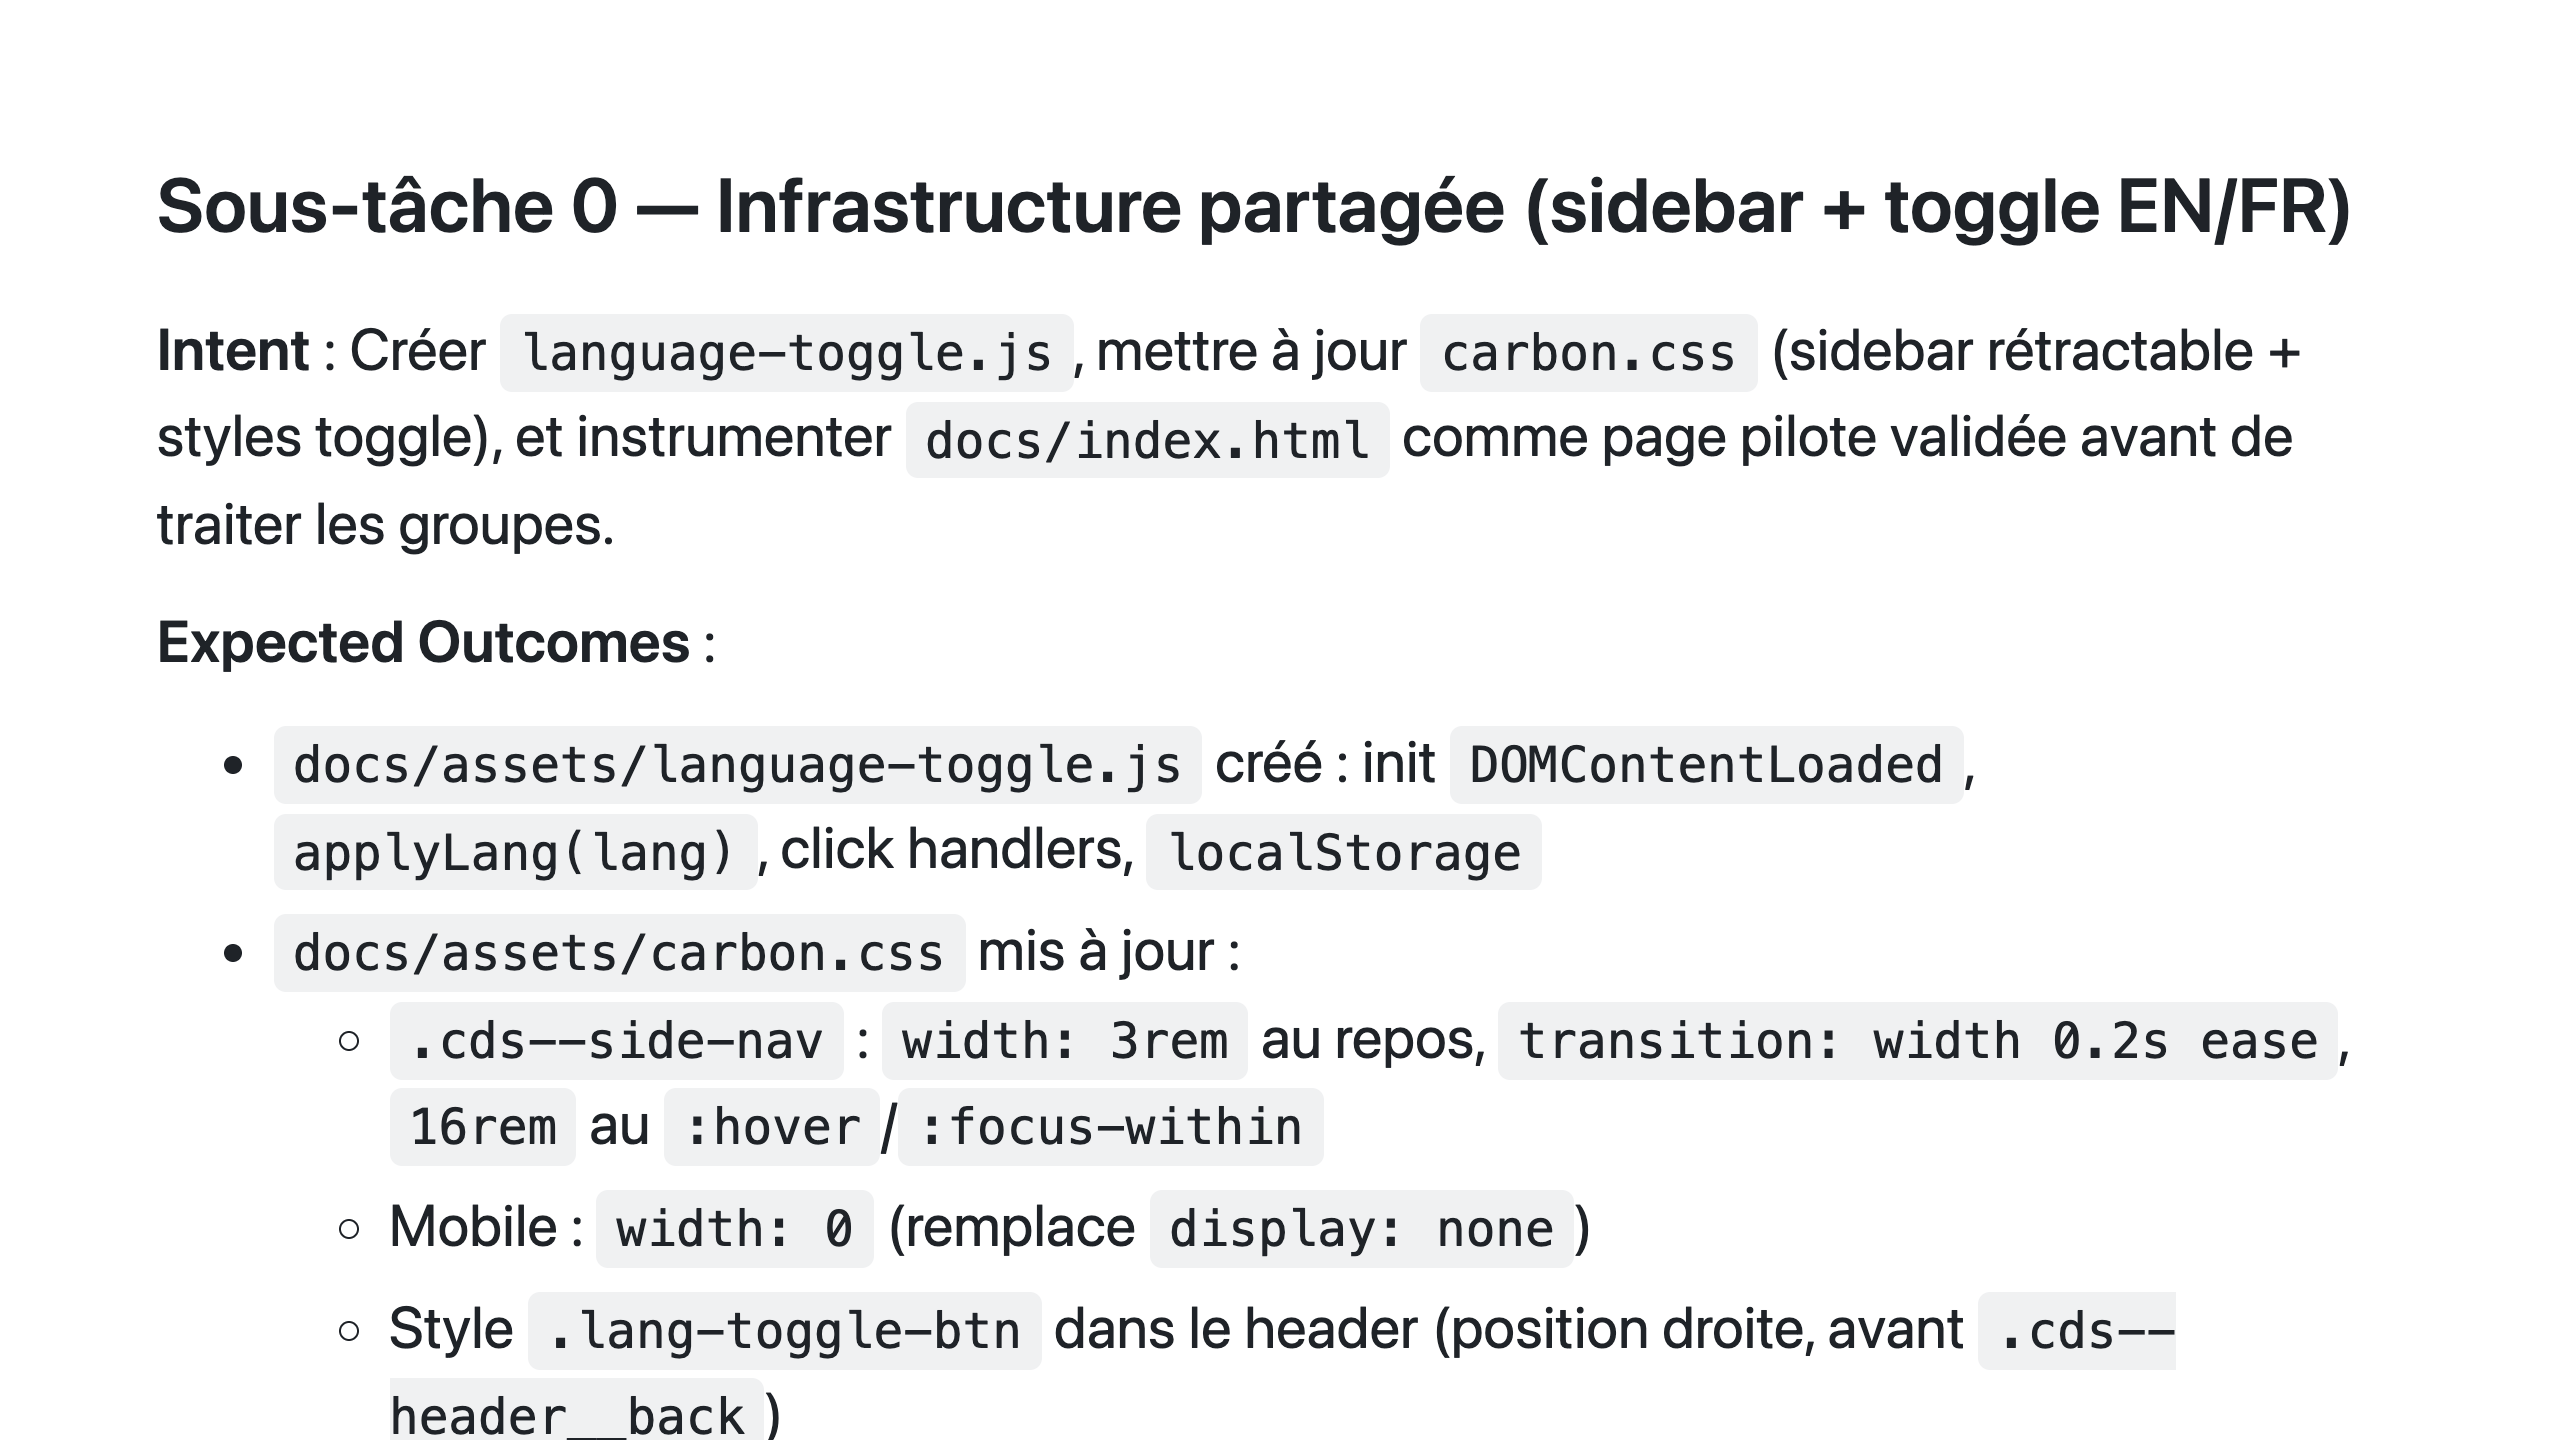 Sous-tâche 0 — Infrastructure partagée (sidebar + toggle EN/FR)
Intent : Créer language-toggle.js, mettre à jour carbon.css (sidebar rétractable +
styles toggle), et instrumenter docs/index.html comme page pilote validée avant de
traiter les groupes.
Expected Outcomes :
• docs/assets/language-toggle.js créé : init DOMContentLoaded,
applyLang(lang), click handlers, localStorage
• docs/assets/carbon.css mis à jour :
○ .cds--side-nav : width: 3rem au repos, transition: width 0.2s ease,
16rem au :hover/:focus-within
○ Mobile : width: 0 (remplace display: none)
○ Style .lang-toggle-btn dans le header (position droite, avant .cds--
header__back)